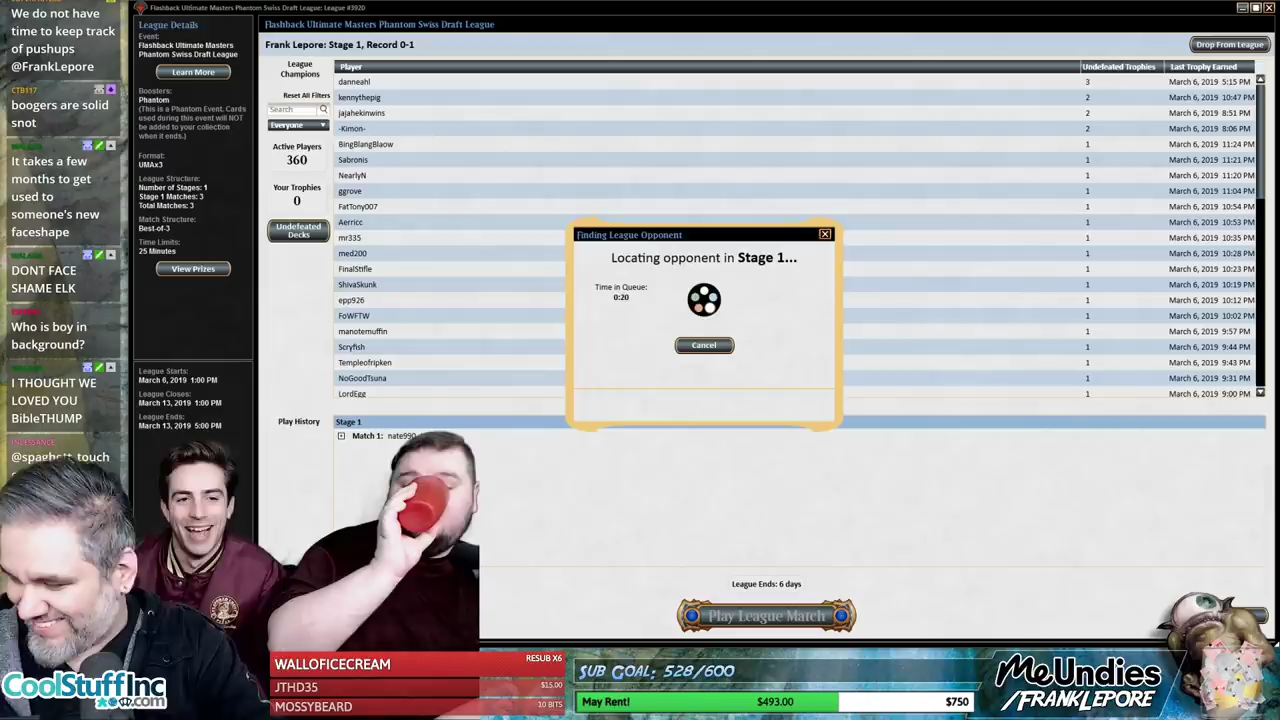 We do not have
time to keep track
of pushups
@FrankLepore
CTB117
boogers are solid
snot
It takes a few
months to get
used to
someone's new
faceshape
DONT FACE
SHAME ELK
Who is boy in
background?
I THOUGHT WE
LOVED YOU
BibleTHUMP
@spaghett_touch
Flashback Ultimate Masters Phantom Swiss Draft League: League #3920
League Details
Event:
Flashback Ultimate Masters
Phantom Swiss Draft League
Learn More
Boosters:
Phantom
(This is a Phantom Event. Cards
used during this event will NOT
be added to your collection
when it ends.)
Format:
UMAx3
League Structure:
Number of Stages: 1
Stage 1 Matches: 3
Total Matches: 3
Match Structure:
Best-of-3
Time Limits:
25 Minutes
View Prizes
League Starts:
March 6, 2019 1:00 PM
League Closes:
March 13, 2019 1:00 PM
League Ends:
March 13, 2019 5:00 PM
Flashback Ultimate Masters Phantom Swiss Draft League
Frank Lepore: Stage 1, Record 0-1
Drop From League
League
Champions
Reset All Filters
Search
Everyone
Active Players
360
Your Trophies
0
Undefeated
Decks
Player Undefeated Trophies Last Trophy Earned
danneahl 3 March 6, 2019 5:15 PM
kennythepig 2 March 6, 2019 10:47 PM
jajahekinwins 2 March 6, 2019 8:51 PM
-Kimon- 2 March 6, 2019 8:06 PM
BingBlangBlaow 1 March 6, 2019 11:24 PM
Sabronis 1 March 6, 2019 11:21 PM
NearlyN 1 March 6, 2019 11:20 PM
ggrove 1 March 6, 2019 11:04 PM
FatTony007 1 March 6, 2019 10:54 PM
Aerricc 1 March 6, 2019 10:53 PM
mr335 1 March 6, 2019 10:35 PM
med200 1 March 6, 2019 10:28 PM
FinalStifle 1 March 6, 2019 10:23 PM
ShivaSkunk 1 March 6, 2019 10:19 PM
epp926 1 March 6, 2019 10:12 PM
FoWFTW 1 March 6, 2019 10:02 PM
manotemuffin 1 March 6, 2019 9:57 PM
Scryfish 1 March 6, 2019 9:44 PM
Templeofripken 1 March 6, 2019 9:43 PM
NoGoodTsuna 1 March 6, 2019 9:31 PM
LordEgg 1 March 6, 2019 9:00 PM
Finding League Opponent
Locating opponent in Stage 1...
Time in Queue:
0:20
Cancel
Play History
Stage 1
Match 1: nate990
League Ends: 6 days
Play League Match
CoolStuffInc
.com
WALLOFICECREAM RESUB X6
JTHD35 $15.00
MOSSYBEARD 10 BITS
SUB GOAL: 528/600
May Rent! $493.00 $750
MeUndies
FRANKLEPORE